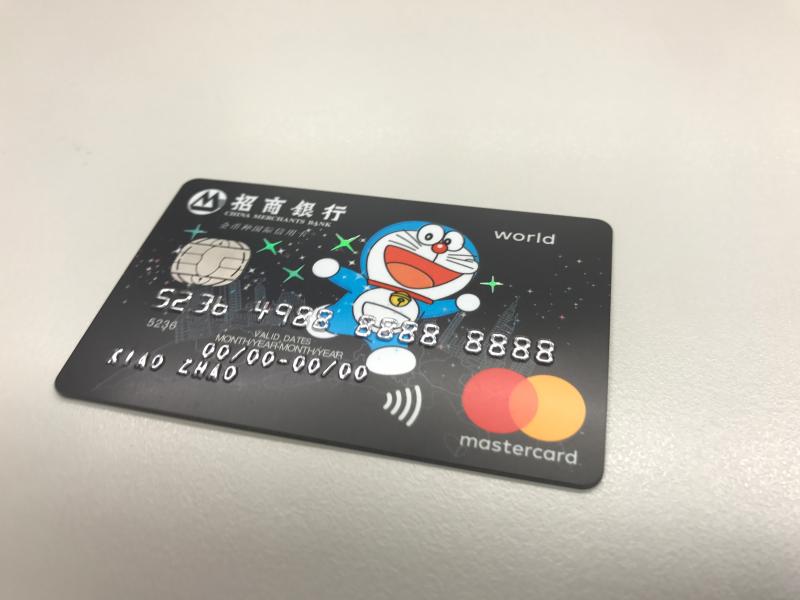 招商银行
CHINA MERCHANTS BANK
全币种国际信用卡
world
5236 4988 8888 8888
5236
VALID DATES
MONTH/YEAR-MONTH/YEAR
00/00-00/00
XIAO ZHAO
mastercard